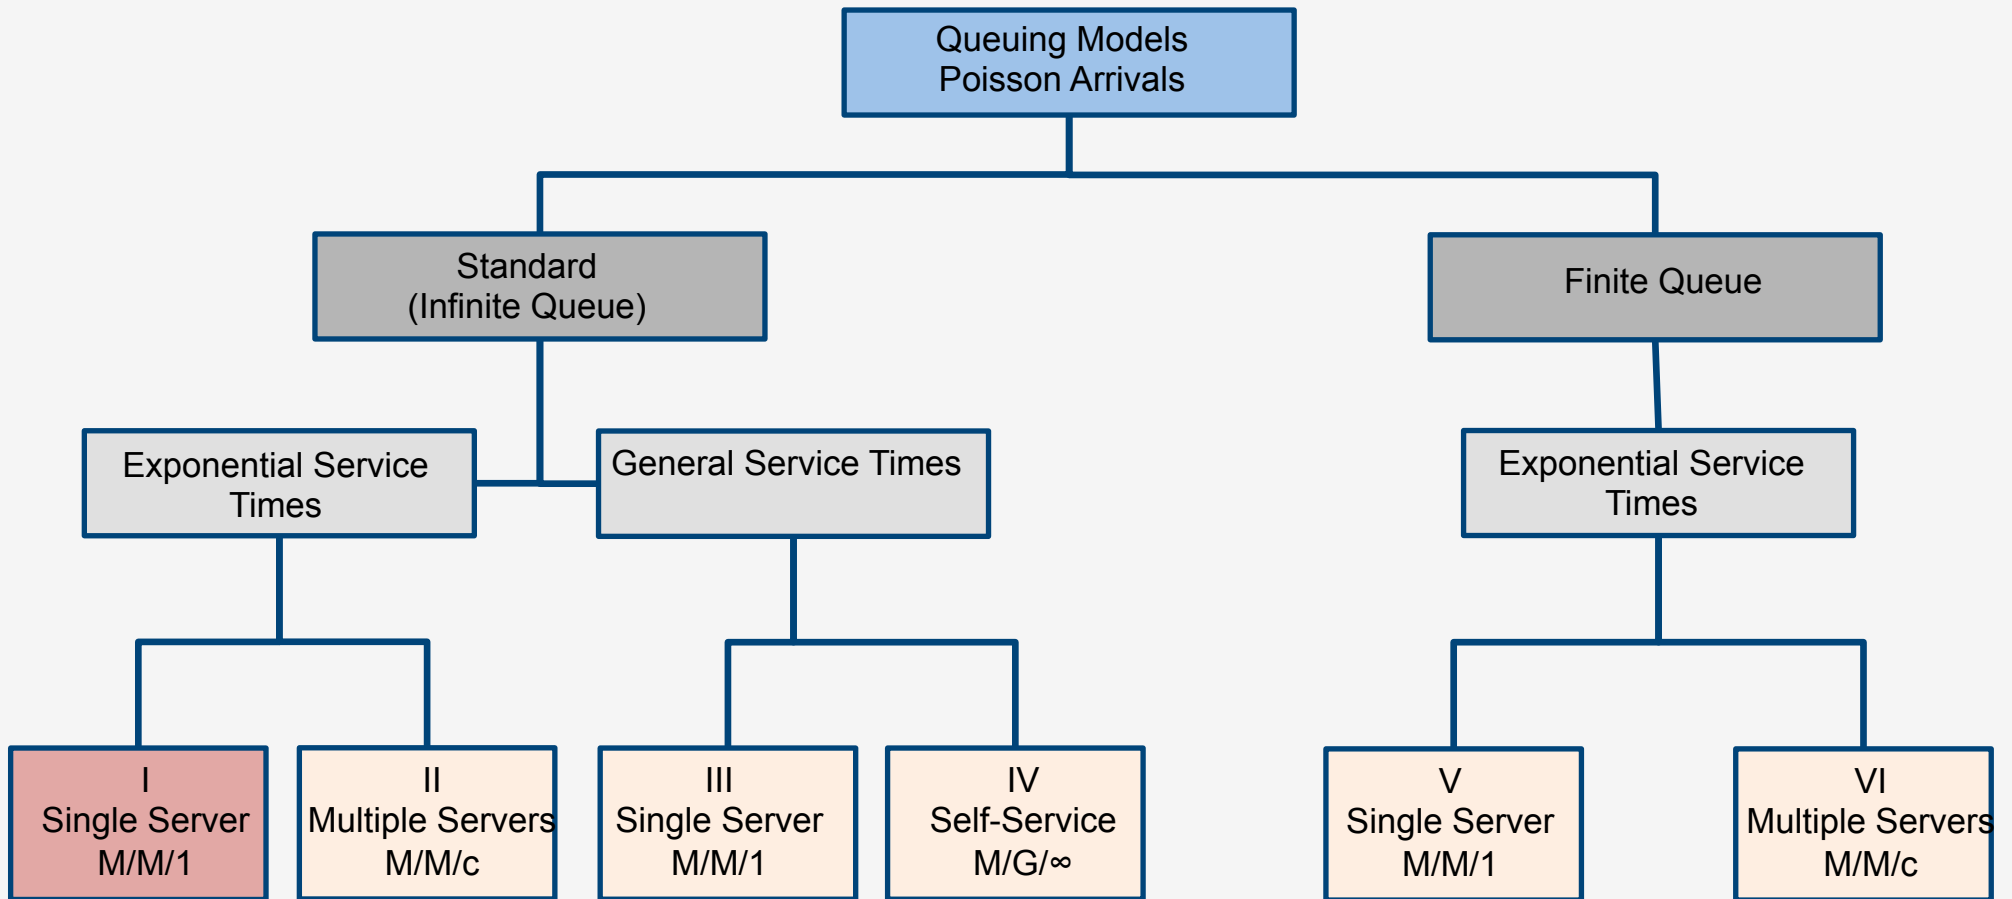 Queuing Models
Poisson Arrivals
Standard
(Infinite Queue)
Finite Queue
Exponential Service
Times
General Service Times
Exponential Service
Times
I
Single Server
M/M/1
II
Multiple Servers
M/M/c
III
Single Server
M/M/1
IV
Self-Service
M/G/∞
V
Single Server
M/M/1
VI
Multiple Servers
M/M/c